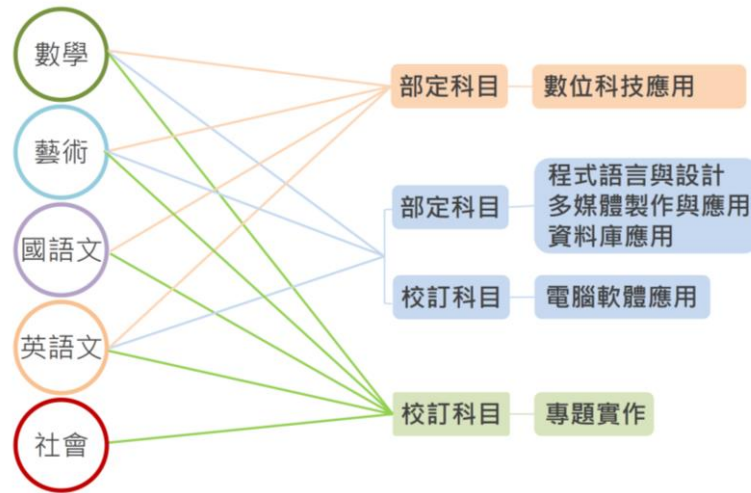 數學
藝術
國語文
英語文
社會
部定科目
數位科技應用
部定科目
程式語言與設計
多媒體製作與應用
資料庫應用
校訂科目
電腦軟體應用
校訂科目
專題實作